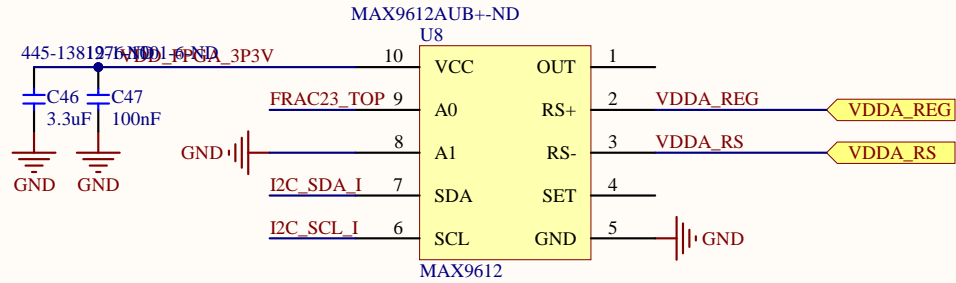 MAX9612AUB+-ND
U8
VDD_FPGA_3P3V 10 VCC OUT 1
C46 3.3uF GND
C47 100nF GND
FRAC23_TOP 9 A0 RS+ 2 VDDA_REG VDDA_REG
GND 8 A1 RS- 3 VDDA_RS VDDA_RS
I2C_SDA_I 7 SDA SET 4
I2C_SCL_I 6 SCL GND 5 GND
MAX9612